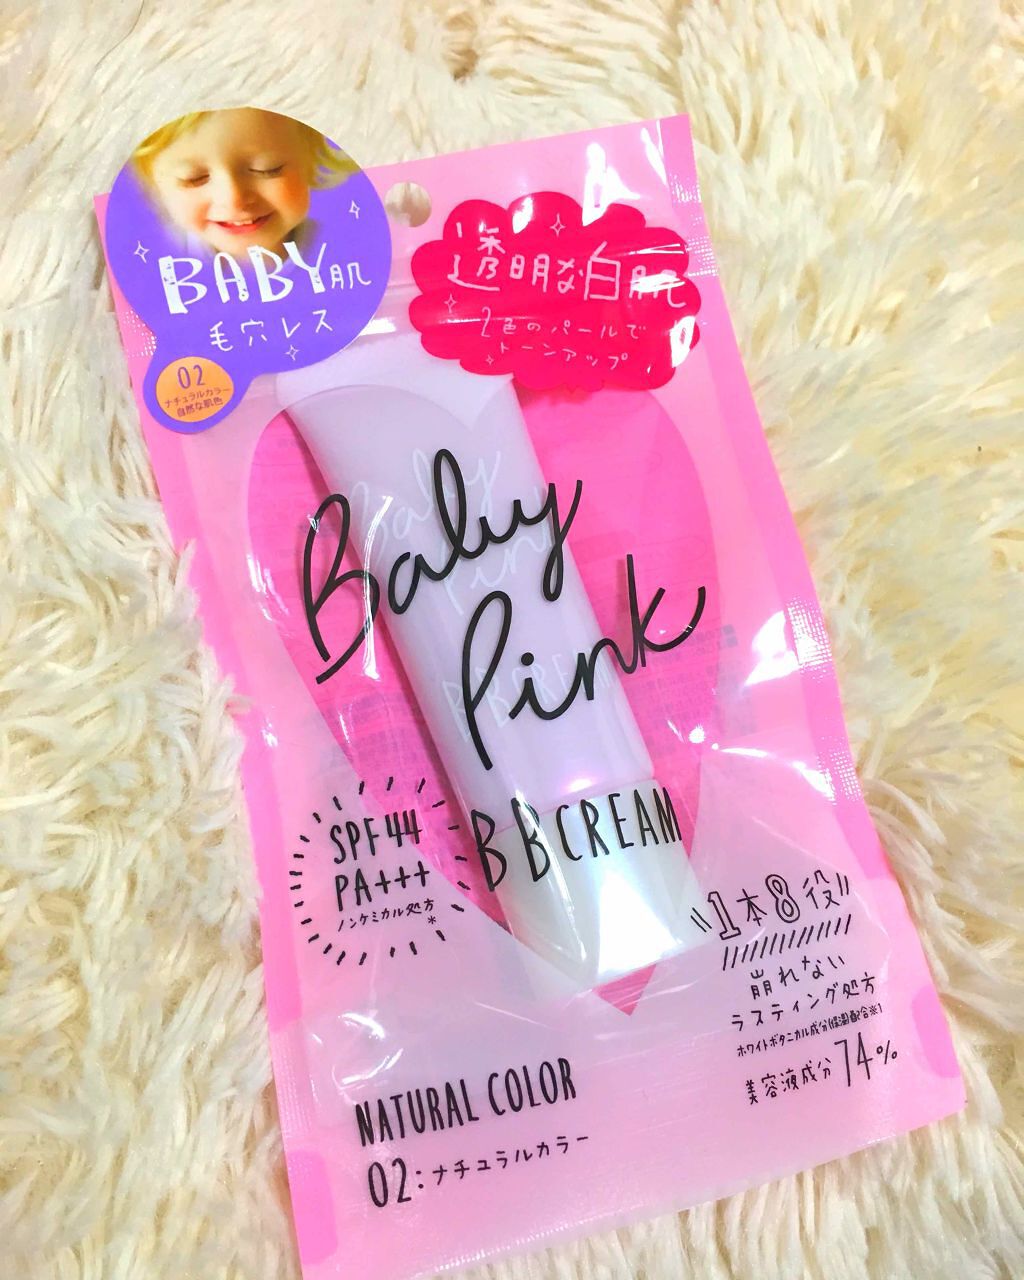 BABY肌
毛穴レス
02
ナチュラルカラー
自然な肌色
透明な白肌
2色のパールで
トーンアップ
Baby
Pink
Baby
Pink
BB CREAM
BB CREAM
SPF44
PA+++
ノンケミカル処方*
1本8役
崩れない
ラスティング処方
ホワイトボタニカル成分(保湿)配合※1
美容液成分74%
NATURAL COLOR
02:ナチュラルカラー